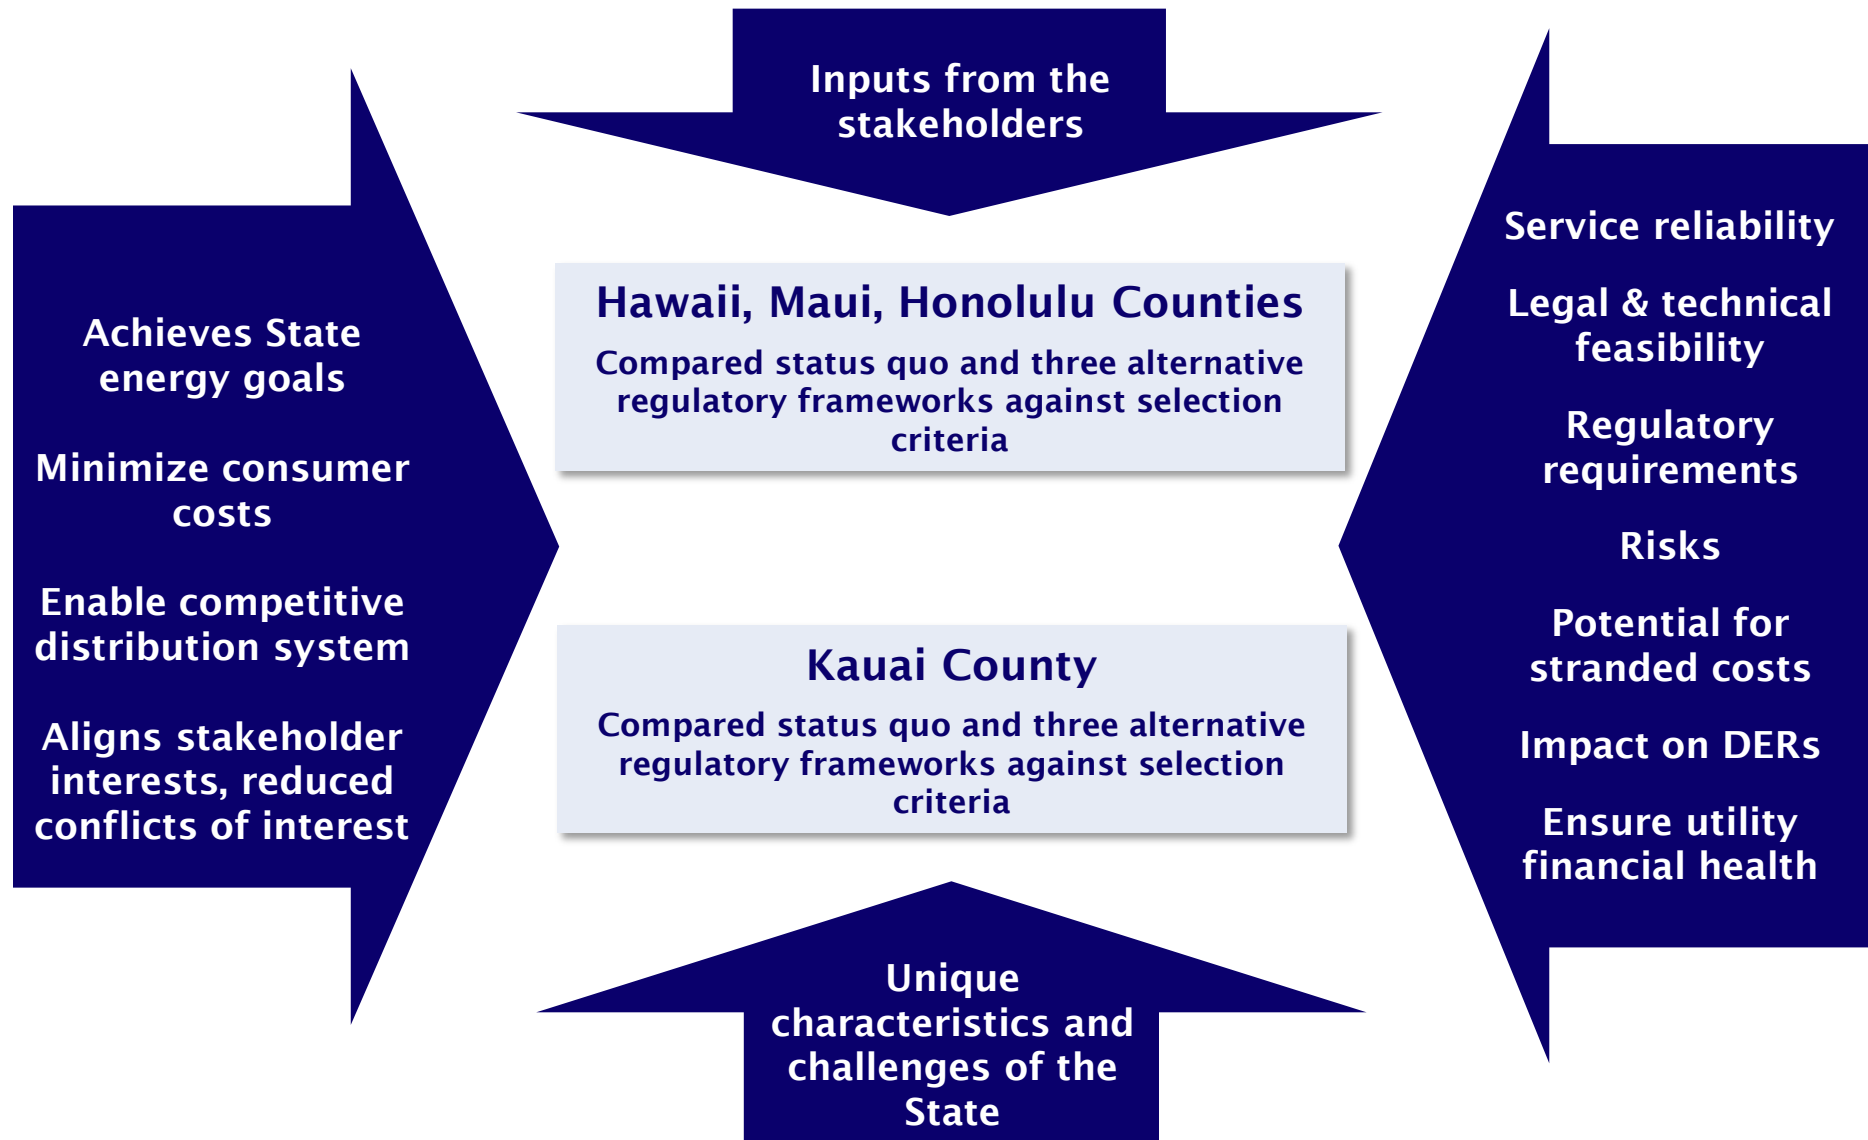 Inputs from the
stakeholders
Achieves State
energy goals
Minimize consumer
costs
Enable competitive
distribution system
Aligns stakeholder
interests, reduced
conflicts of interest
Hawaii, Maui, Honolulu Counties
Compared status quo and three alternative
regulatory frameworks against selection
criteria
Kauai County
Compared status quo and three alternative
regulatory frameworks against selection
criteria
Service reliability
Legal & technical
feasibility
Regulatory
requirements
Risks
Potential for
stranded costs
Impact on DERs
Ensure utility
financial health
Unique
characteristics and
challenges of the
State